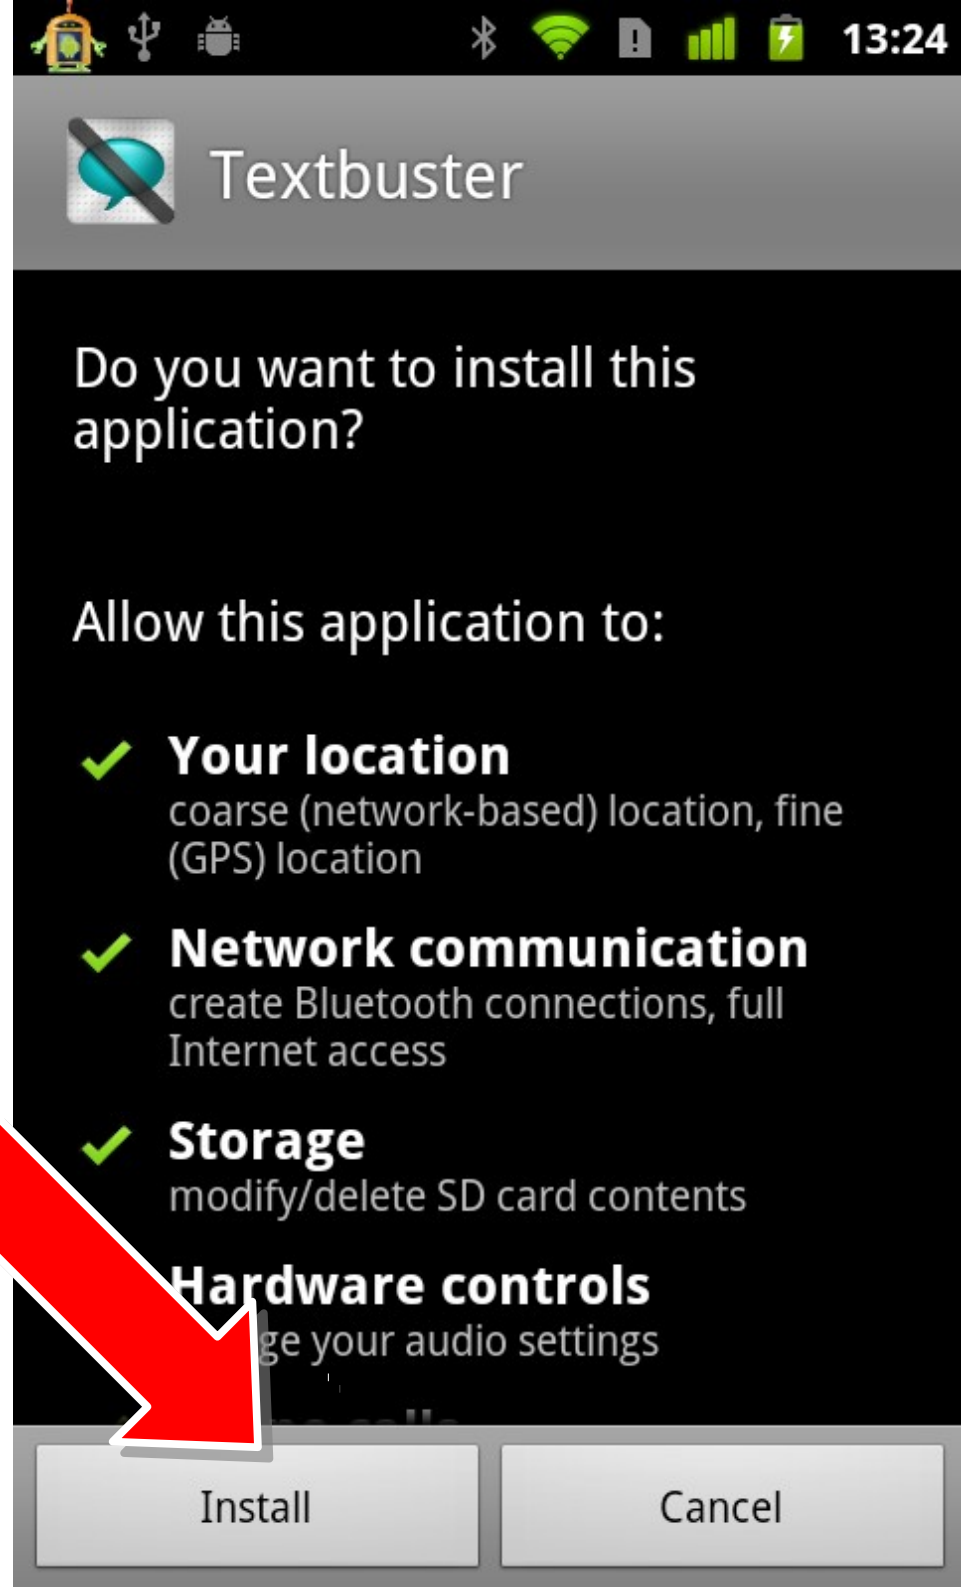 13:24
Textbuster
Do you want to install this
application?
Allow this application to:
Your location
coarse (network-based) location, fine
(GPS) location
Network communication
create Bluetooth connections, full
Internet access
Storage
modify/delete SD card contents
Hardware controls
your audio settings
calls
Install
Cancel